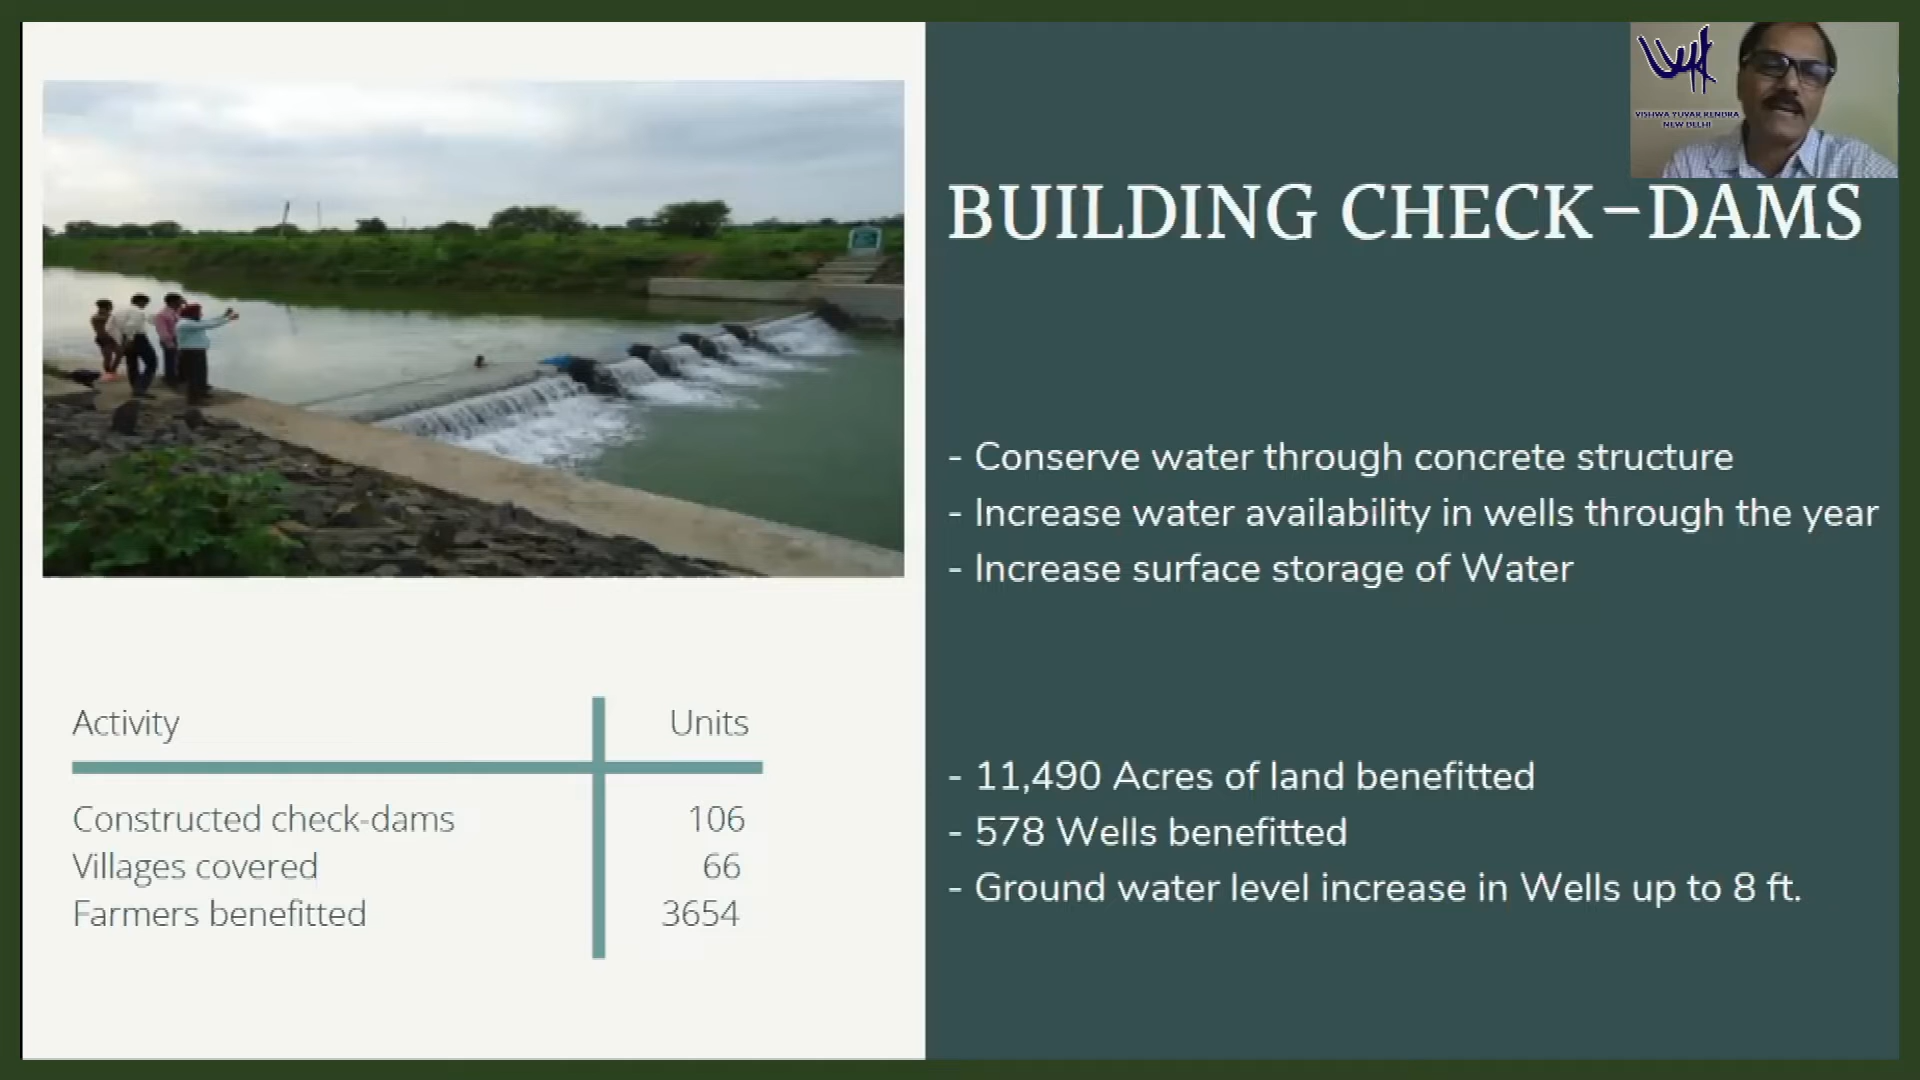 VISHWA YUVAK KENDRA
NEW DELHI
BUILDING CHECK-DAMS
- Conserve water through concrete structure
- Increase water availability in wells through the year
- Increase surface storage of Water
Activity Units
Constructed check-dams 106
Villages covered 66
Farmers benefitted 3654
- 11,490 Acres of land benefitted
- 578 Wells benefitted
- Ground water level increase in Wells up to 8 ft.